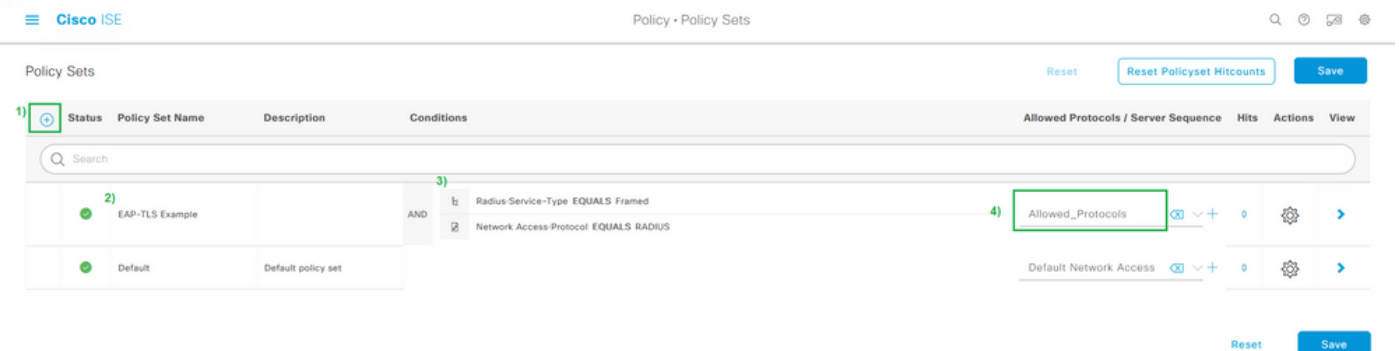 Cisco ISE
Policy · Policy Sets
Policy Sets
Reset
Reset Policyset Hitcounts
Save
1)
Status Policy Set Name Description Conditions Allowed Protocols / Server Sequence Hits Actions View
Search
2)
EAP-TLS Example
AND
3)
Radius-Service-Type EQUALS Framed
Network Access-Protocol EQUALS RADIUS
4)
Allowed_Protocols
0
Default
Default policy set
Default Network Access
0
Reset
Save